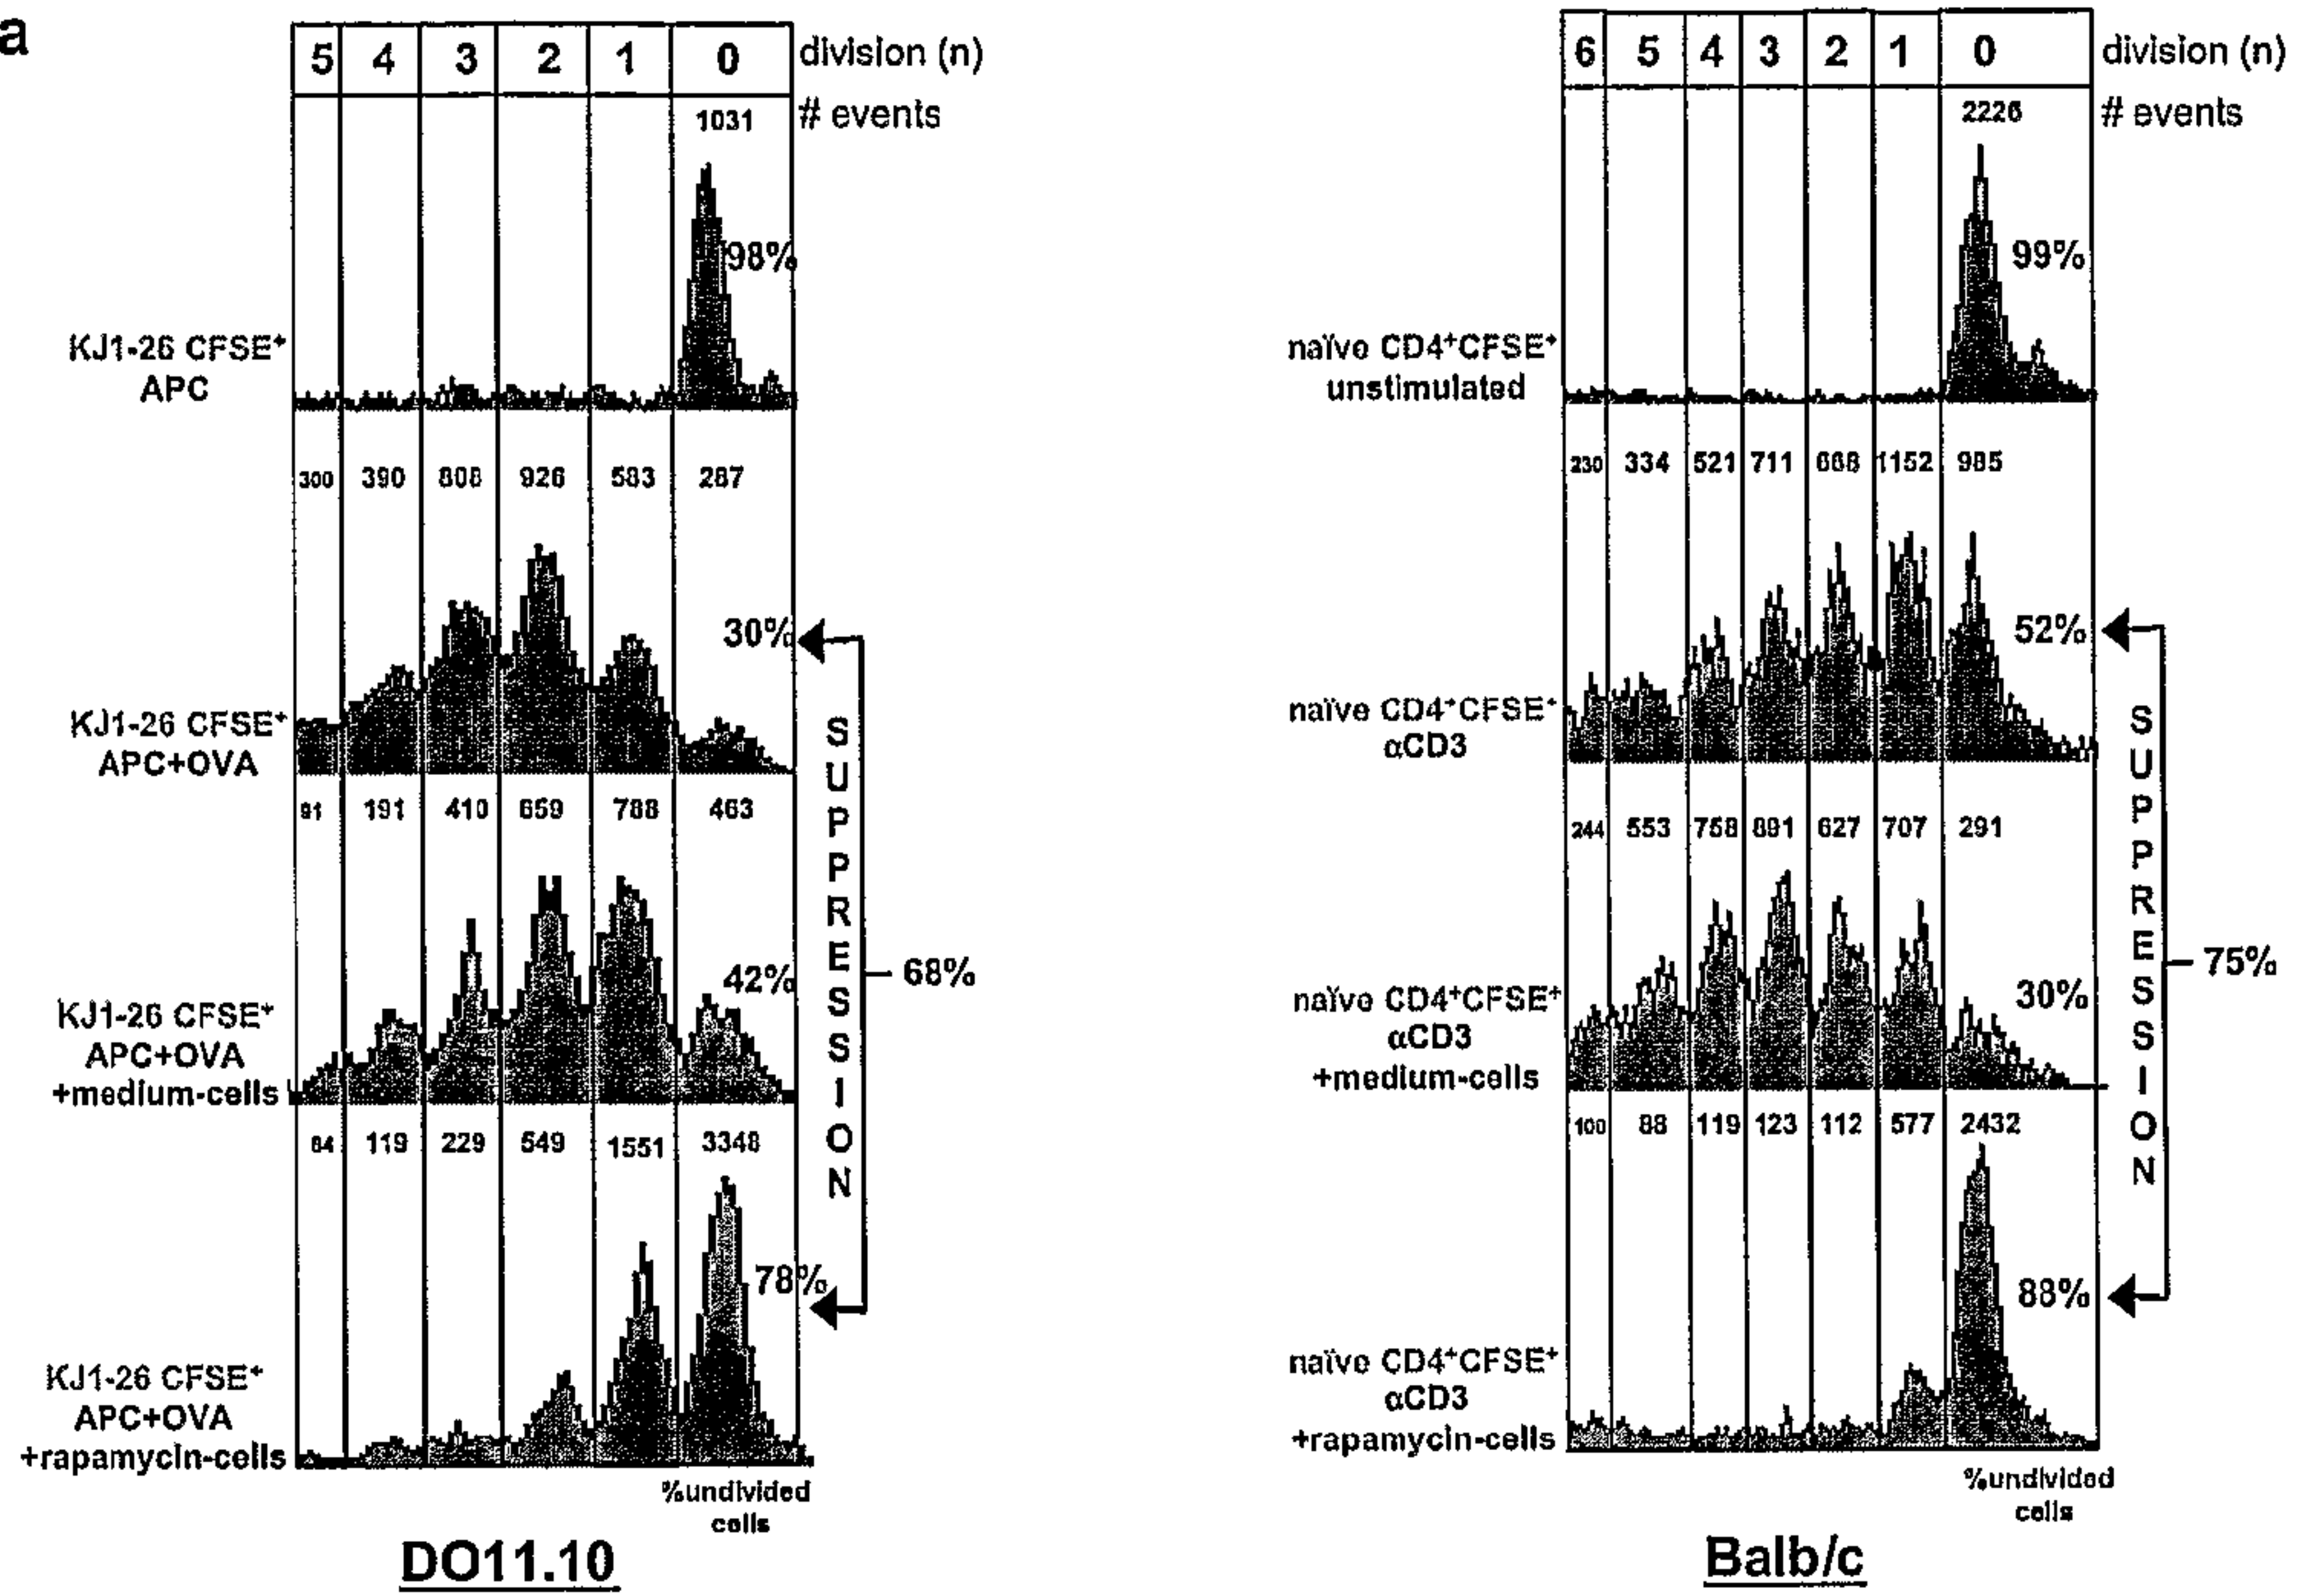 a
5 4 3 2 1 0 division (n)
1031 # events
98%
KJ1-26 CFSE+
APC
300 390 808 926 583 287
30%
KJ1-26 CFSE+
APC+OVA
91 191 410 659 788 463
42%
KJ1-26 CFSE+
APC+OVA
+medium-cells
84 119 229 549 1551 3348
78%
KJ1-26 CFSE+
APC+OVA
+rapamycin-cells
%undivided
cells
SUPPRESSION
68%
DO11.10
6 5 4 3 2 1 0 division (n)
2226 # events
99%
naïve CD4+CFSE+
unstimulated
230 334 521 711 668 1152 985
52%
naïve CD4+CFSE+
αCD3
244 553 758 891 627 707 291
30%
naïve CD4+CFSE+
αCD3
+medium-cells
100 88 119 123 112 577 2432
88%
naïve CD4+CFSE+
αCD3
+rapamycin-cells
%undivided
cells
SUPPRESSION
75%
Balb/c